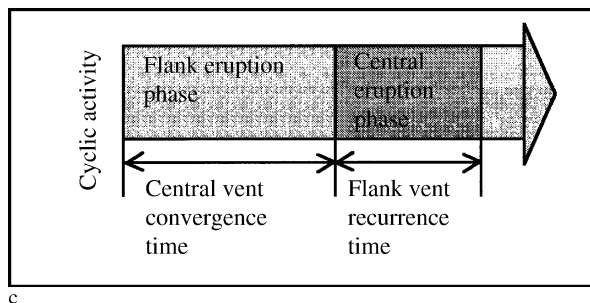 Cyclic activity
Flank eruption
phase
Central
eruption
phase
Central vent
convergence
time
Flank vent
recurrence
time
c